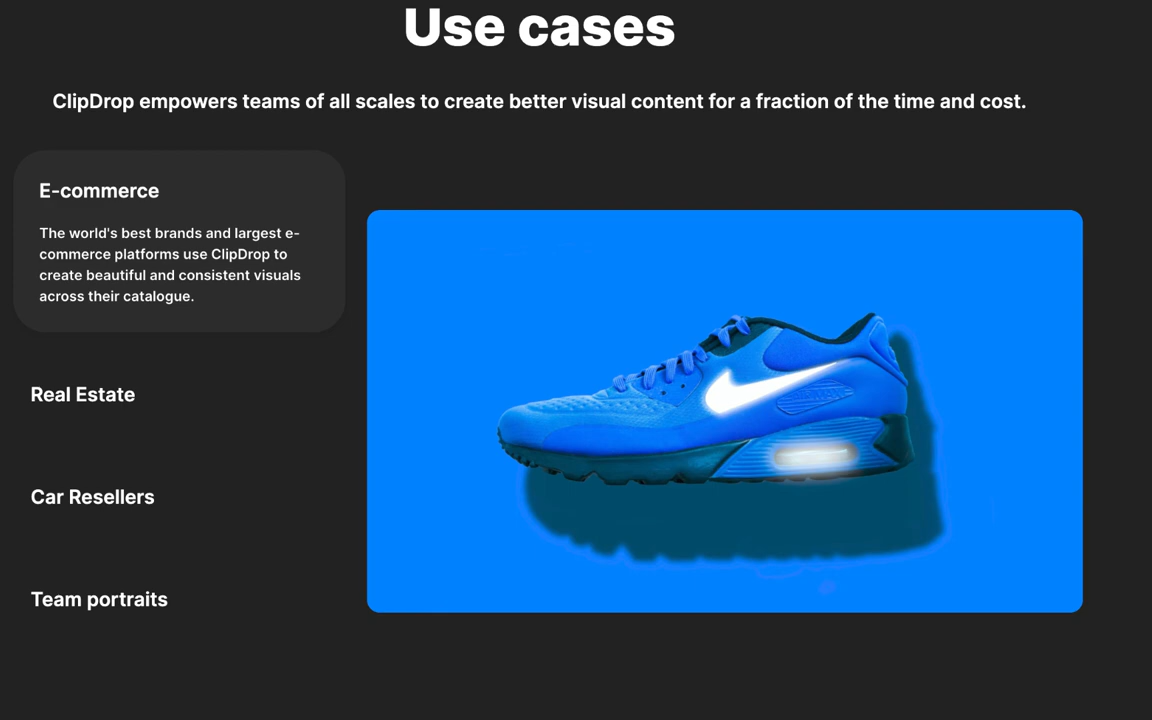 Use cases
ClipDrop empowers teams of all scales to create better visual content for a fraction of the time and cost.
E-commerce
The world's best brands and largest e-
commerce platforms use ClipDrop to
create beautiful and consistent visuals
across their catalogue.
Real Estate
Car Resellers
Team portraits